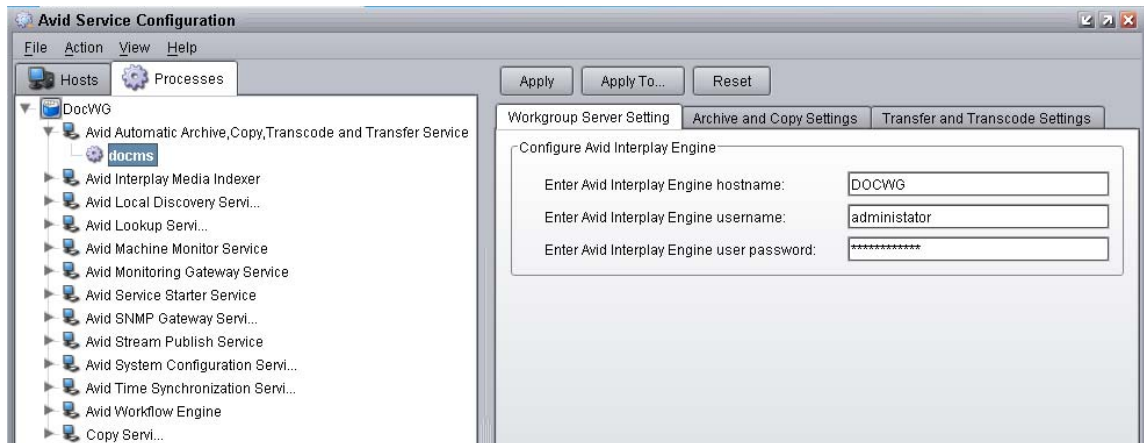 Avid Service Configuration
File Action View Help
Hosts Processes
DocWG
Avid Automatic Archive,Copy,Transcode and Transfer Service
docms
Avid Interplay Media Indexer
Avid Local Discovery Servi...
Avid Lookup Servi...
Avid Machine Monitor Service
Avid Monitoring Gateway Service
Avid Service Starter Service
Avid SNMP Gateway Servi...
Avid Stream Publish Service
Avid System Configuration Servi...
Avid Time Synchronization Servi...
Avid Workflow Engine
Copy Servi...
Apply Apply To... Reset
Workgroup Server Setting Archive and Copy Settings Transfer and Transcode Settings
Configure Avid Interplay Engine
Enter Avid Interplay Engine hostname: DOCWG
Enter Avid Interplay Engine username: administator
Enter Avid Interplay Engine user password: ************